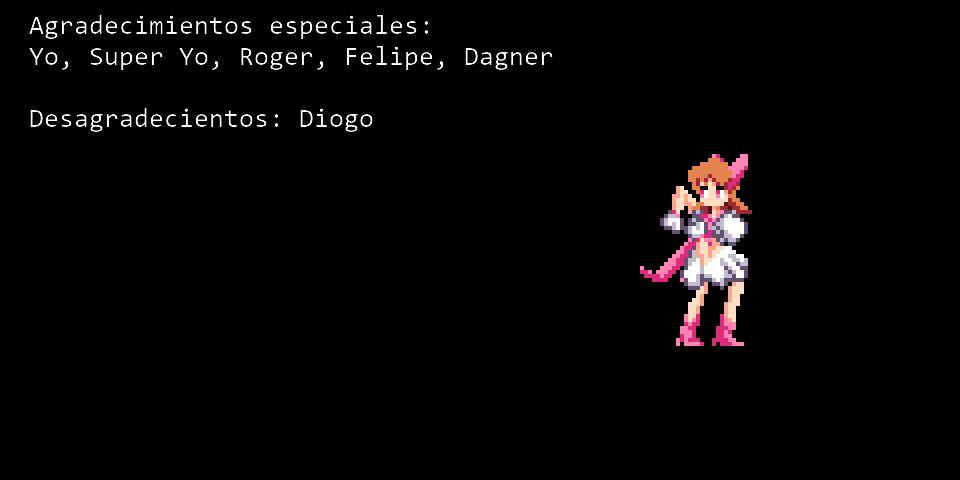 Agradecimientos especiales:
Yo, Super Yo, Roger, Felipe, Dagner
Desagradecientos: Diogo